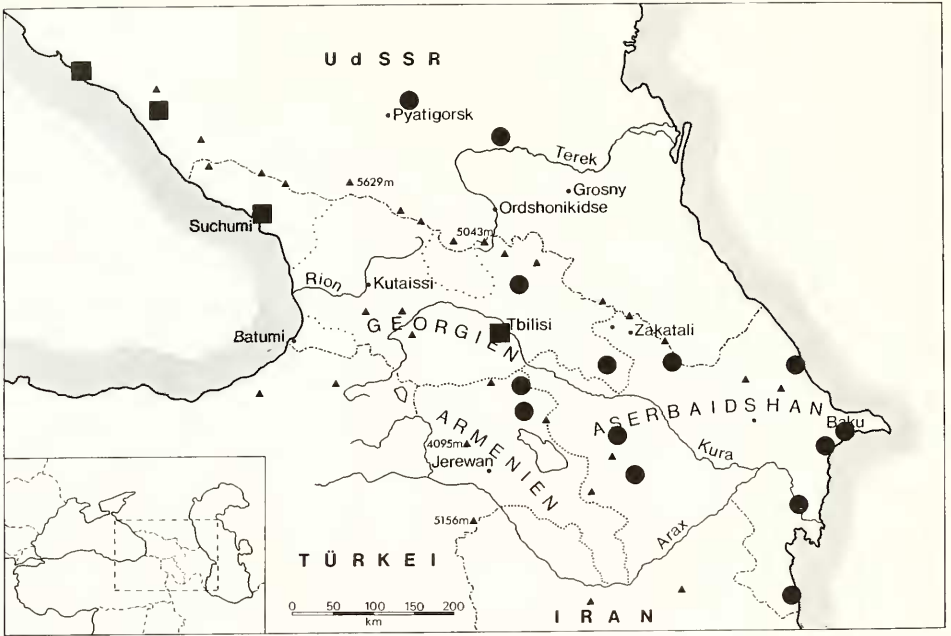 UdSSR
Pyatigorsk
Terek
Grosny
5629m
Ordshonikidse
Suchumi
5043m
Rion
Kutaissi
GEORGIEN
Tbilisi
Zakatali
Batumi
ASERBAIDSHAN
Baku
ARMENIEN
4095m
Jerewan
Kura
5156m
Arax
TÜRKEI
IRAN
0 50 100 150 200
km